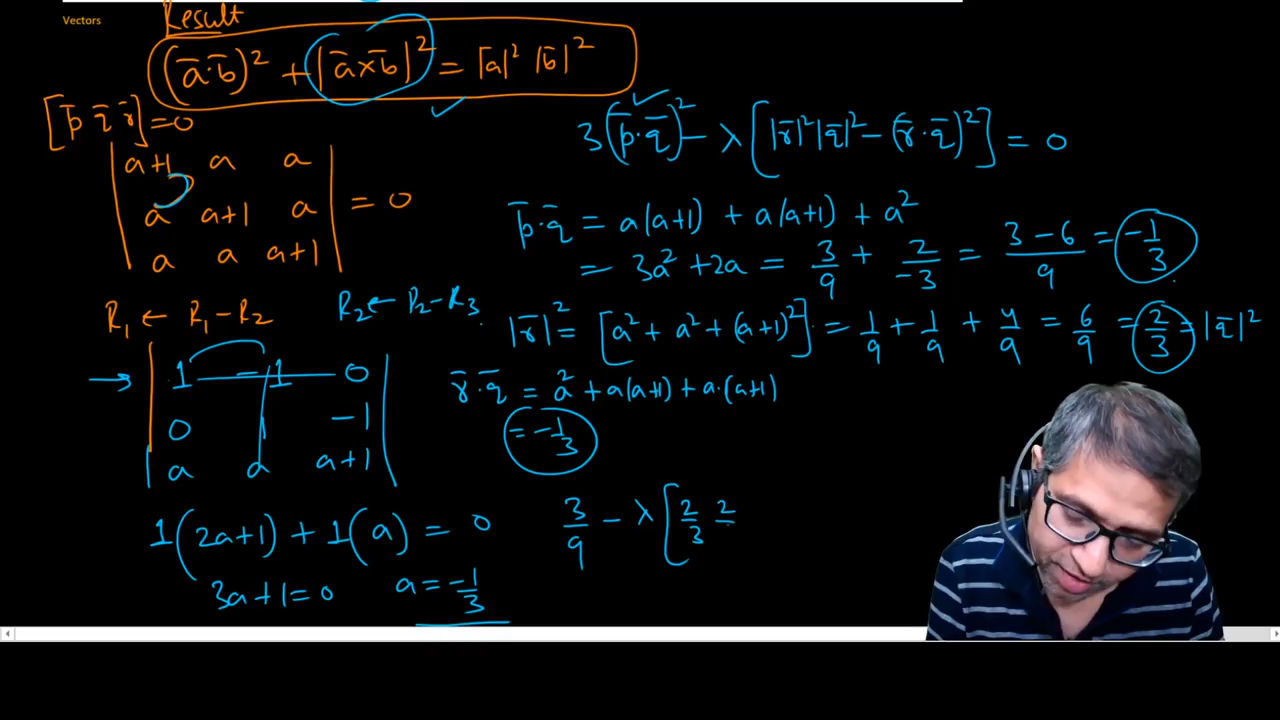 Vectors
Result
(a̅·b̅)² + |a̅×b̅|² = |a̅|² |b̅|²
[p̅ q̅ r̅] = 0
| a+1 a a |
| a a+1 a | = 0
| a a a+1 |
R₁ ← R₁-R₂ R₂ ← R₂-R₃
→ | 1 -1 0 |
| 0 -1 |
| a a a+1 |
1(2a+1) + 1(a) = 0
3a+1=0 a = -1/3
3(p̅·q̅)² - λ[|r̅|²|q̅|² - (r̅·q̅)²] = 0
p̅·q̅ = a(a+1) + a(a+1) + a²
= 3a² + 2a = 3/9 + 2/-3 = (3-6)/9 = -1/3
|r̅|² = [a² + a² + (a+1)²] = 1/9 + 1/9 + 4/9 = 6/9 = 2/3 = |q̅|²
r̅·q̅ = a² + a(a+1) + a·(a+1)
= -1/3
3/9 - λ[2/3 2